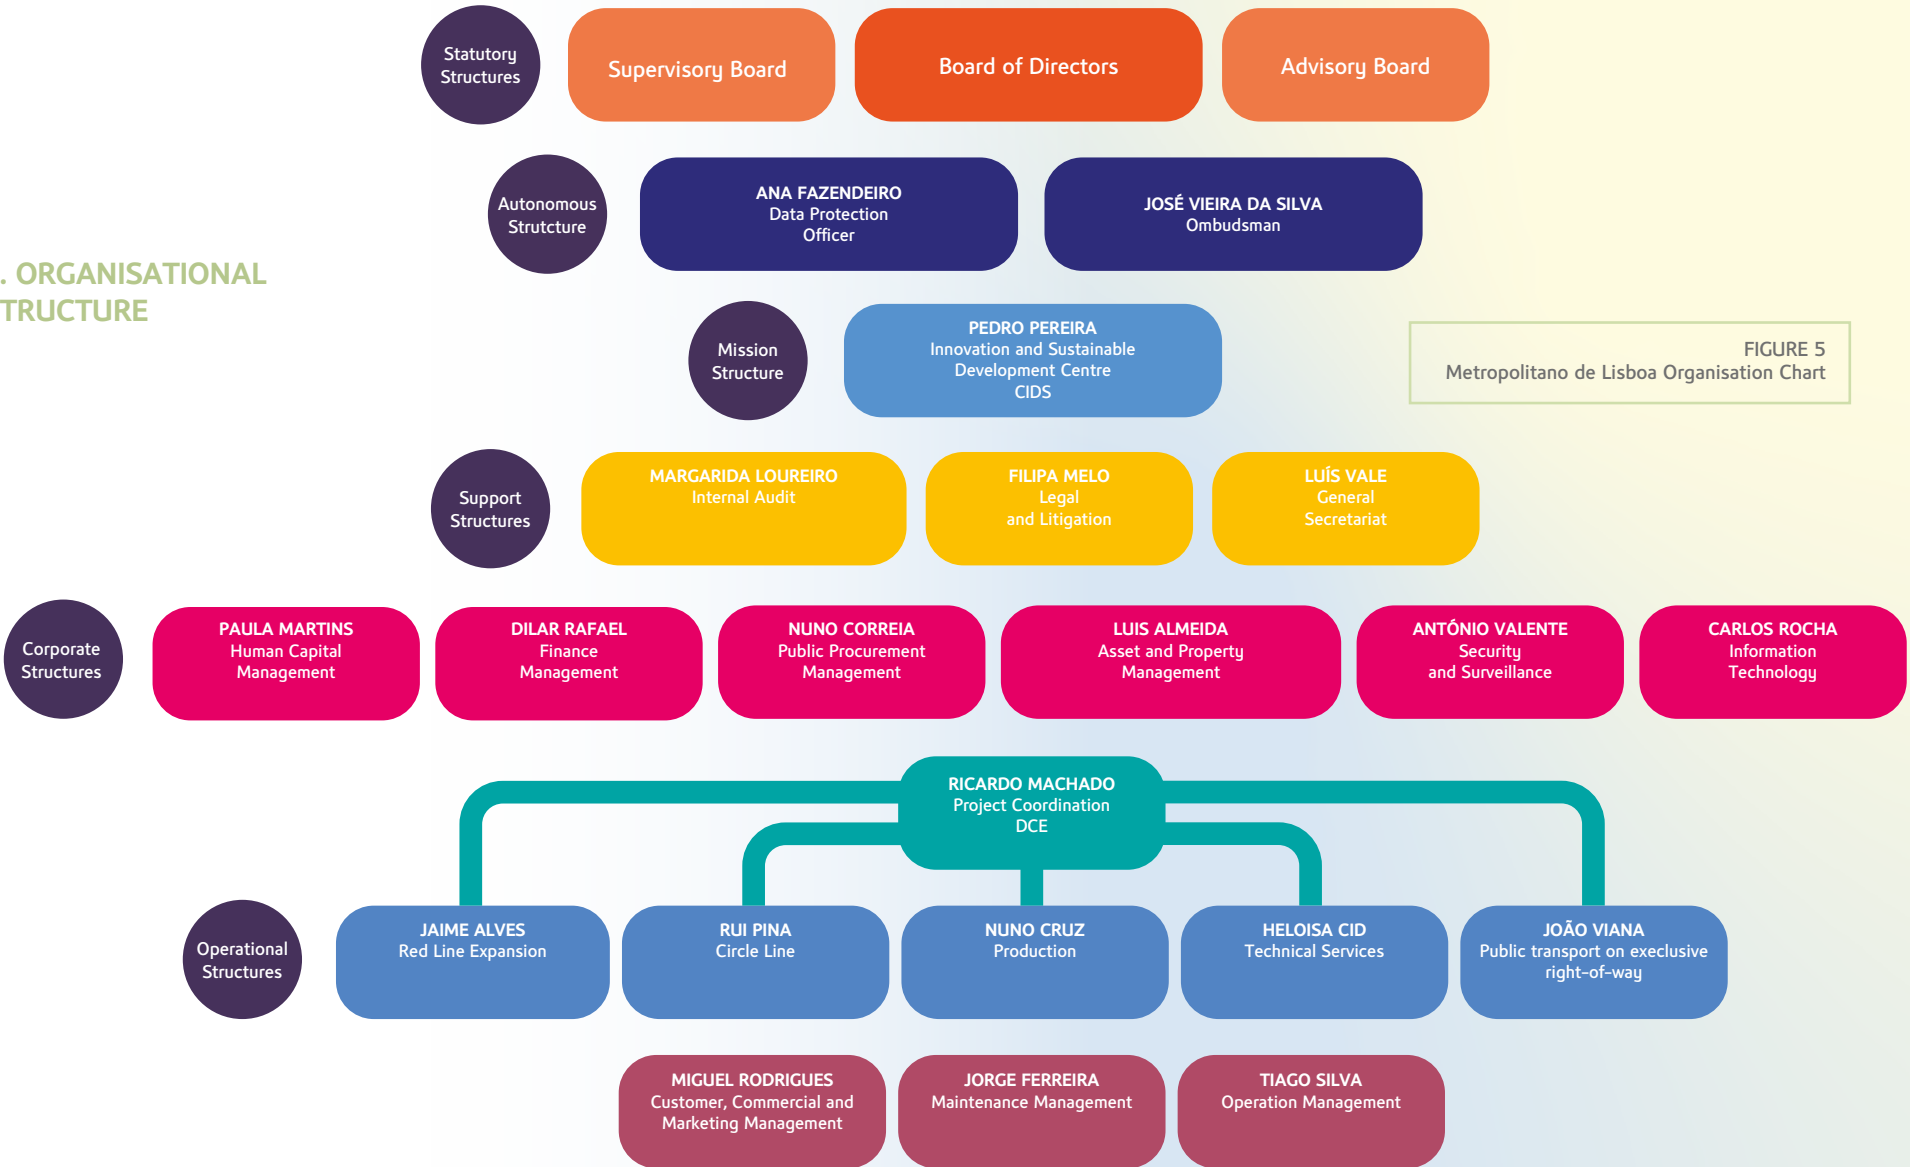 Statutory
Structures
Supervisory Board
Board of Directors
Advisory Board
Autonomous
Strutcture
ANA FAZENDEIRO
Data Protection
Officer
JOSÉ VIEIRA DA SILVA
Ombudsman
. ORGANISATIONAL
TRUCTURE
Mission
Structure
PEDRO PEREIRA
Innovation and Sustainable
Development Centre
CIDS
FIGURE 5
Metropolitano de Lisboa Organisation Chart
Support
Structures
MARGARIDA LOUREIRO
Internal Audit
FILIPA MELO
Legal
and Litigation
LUÍS VALE
General
Secretariat
Corporate
Structures
PAULA MARTINS
Human Capital
Management
DILAR RAFAEL
Finance
Management
NUNO CORREIA
Public Procurement
Management
LUIS ALMEIDA
Asset and Property
Management
ANTÓNIO VALENTE
Security
and Surveillance
CARLOS ROCHA
Information
Technology
RICARDO MACHADO
Project Coordination
DCE
Operational
Structures
JAIME ALVES
Red Line Expansion
RUI PINA
Circle Line
NUNO CRUZ
Production
HELOISA CID
Technical Services
JOÃO VIANA
Public transport on execlusive
right-of-way
MIGUEL RODRIGUES
Customer, Commercial and
Marketing Management
JORGE FERREIRA
Maintenance Management
TIAGO SILVA
Operation Management